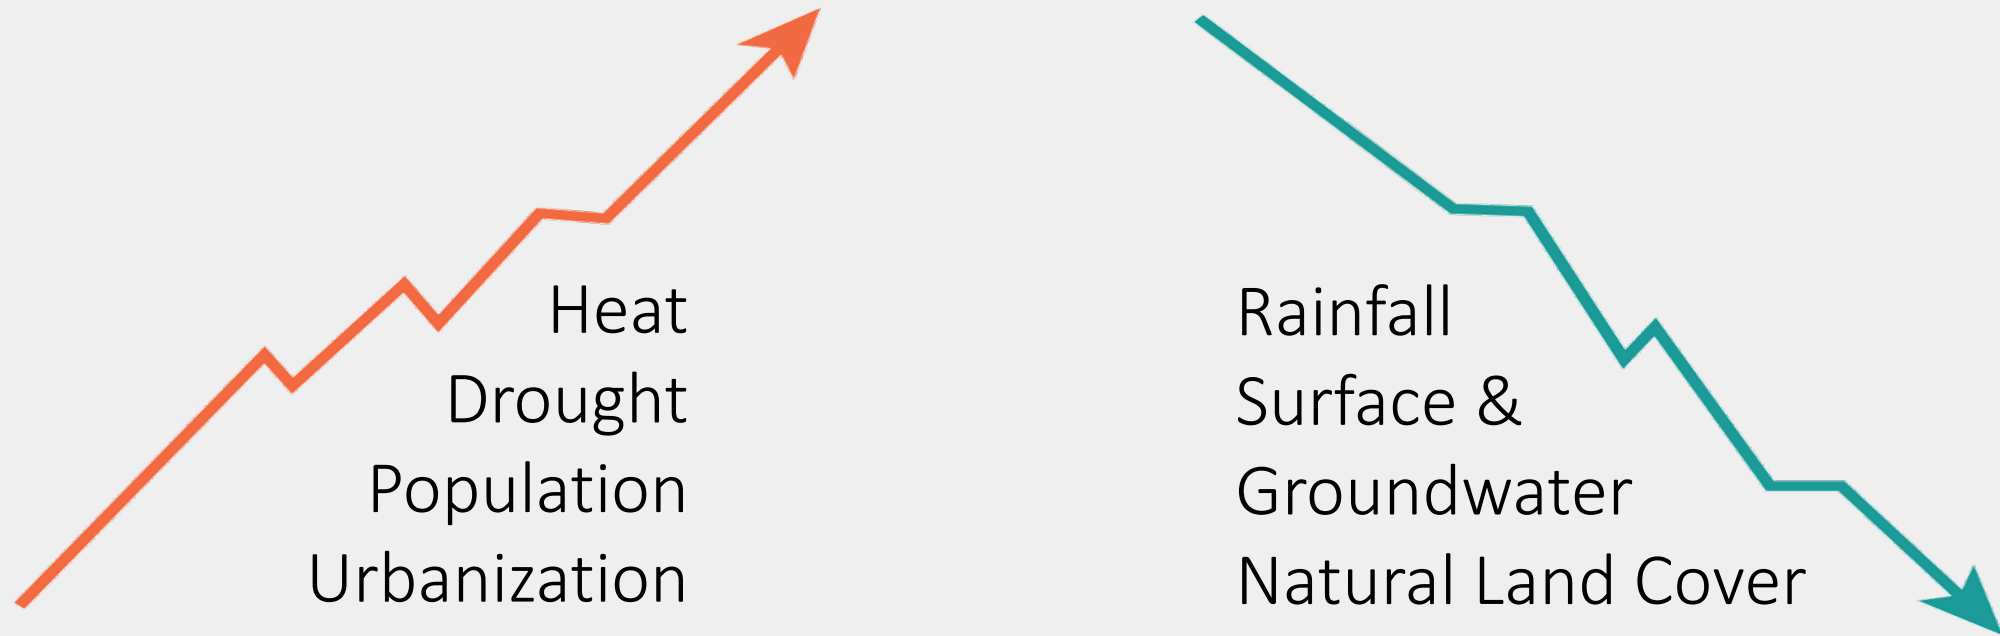 Heat
Drought
Population
Urbanization
Rainfall
Surface &
Groundwater
Natural Land Cover